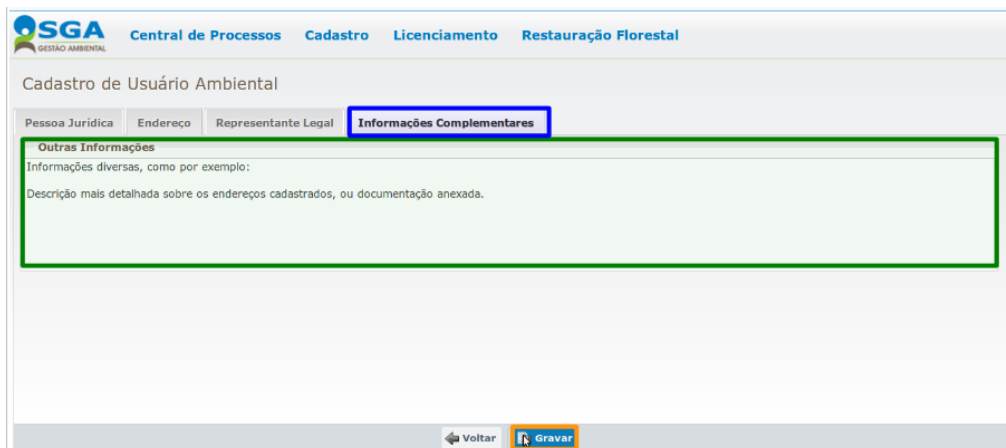 SGA
GESTÃO AMBIENTAL
Central de Processos Cadastro Licenciamento Restauração Florestal
Cadastro de Usuário Ambiental
Pessoa Jurídica Endereço Representante Legal Informações Complementares
Outras Informações
Informações diversas, como por exemplo:
Descrição mais detalhada sobre os endereços cadastrados, ou documentação anexada.
Voltar Gravar